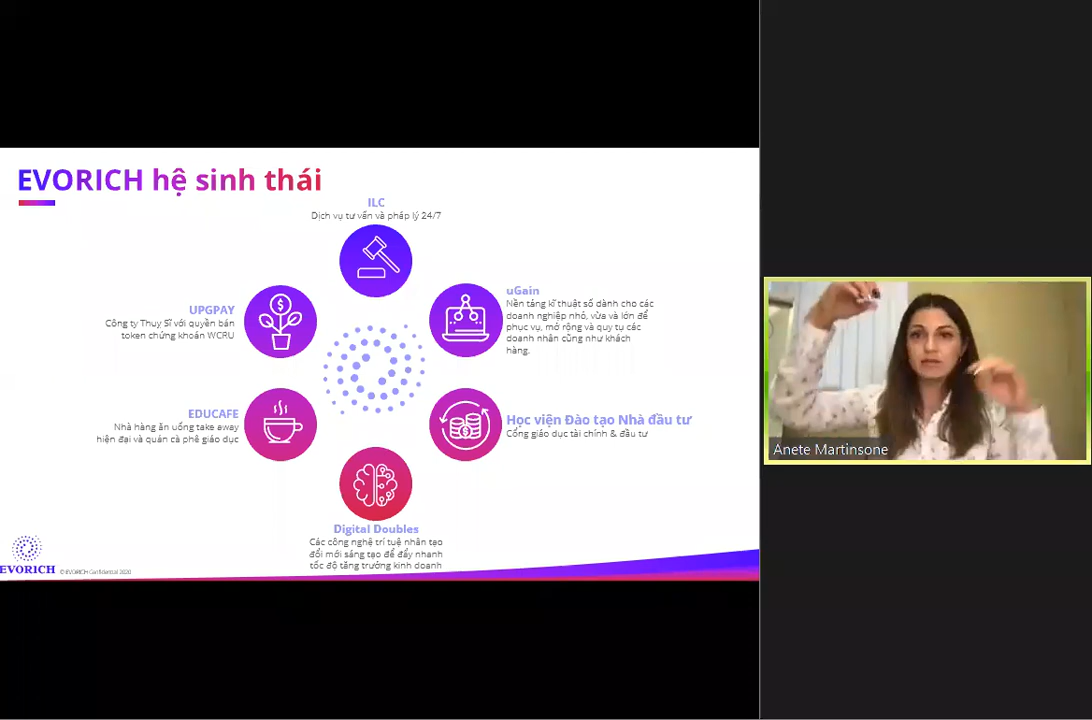 EVORICH hệ sinh thái
ILC
Dịch vụ tư vấn và pháp lý 24/7
uGain
Nền tảng kĩ thuật số dành cho các
doanh nghiệp nhỏ, vừa và lớn để
phục vụ, mở rộng và quy tụ các
doanh nhân cũng như khách
hàng.
UPGPAY
Công ty Thuỵ Sĩ với quyền bán
token chứng khoán WCRU
EDUCAFE
Nhà hàng ăn uống take away
hiện đại và quán cà phê giáo dục
Học viện Đào tạo Nhà đầu tư
Cổng giáo dục tài chính & đầu tư
Digital Doubles
Các công nghệ trí tuệ nhân tạo
đổi mới sáng tạo để đẩy nhanh
tốc độ tăng trưởng kinh doanh
EVORICH
© EVORICH Confidential 2020
Anete Martinsone